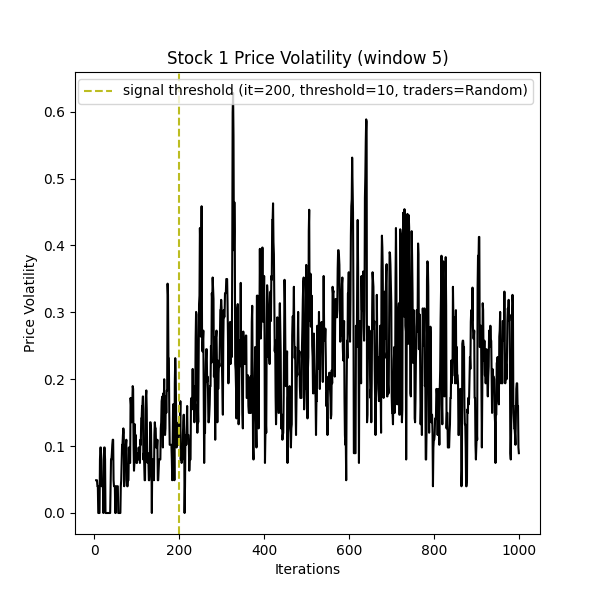 Stock 1 Price Volatility (window 5)
signal threshold (it=200, threshold=10, traders=Random)
0.6
0.5
0.4
0.3
0.2
0.1
0.0
Price Volatility
0 200 400 600 800 1000
Iterations